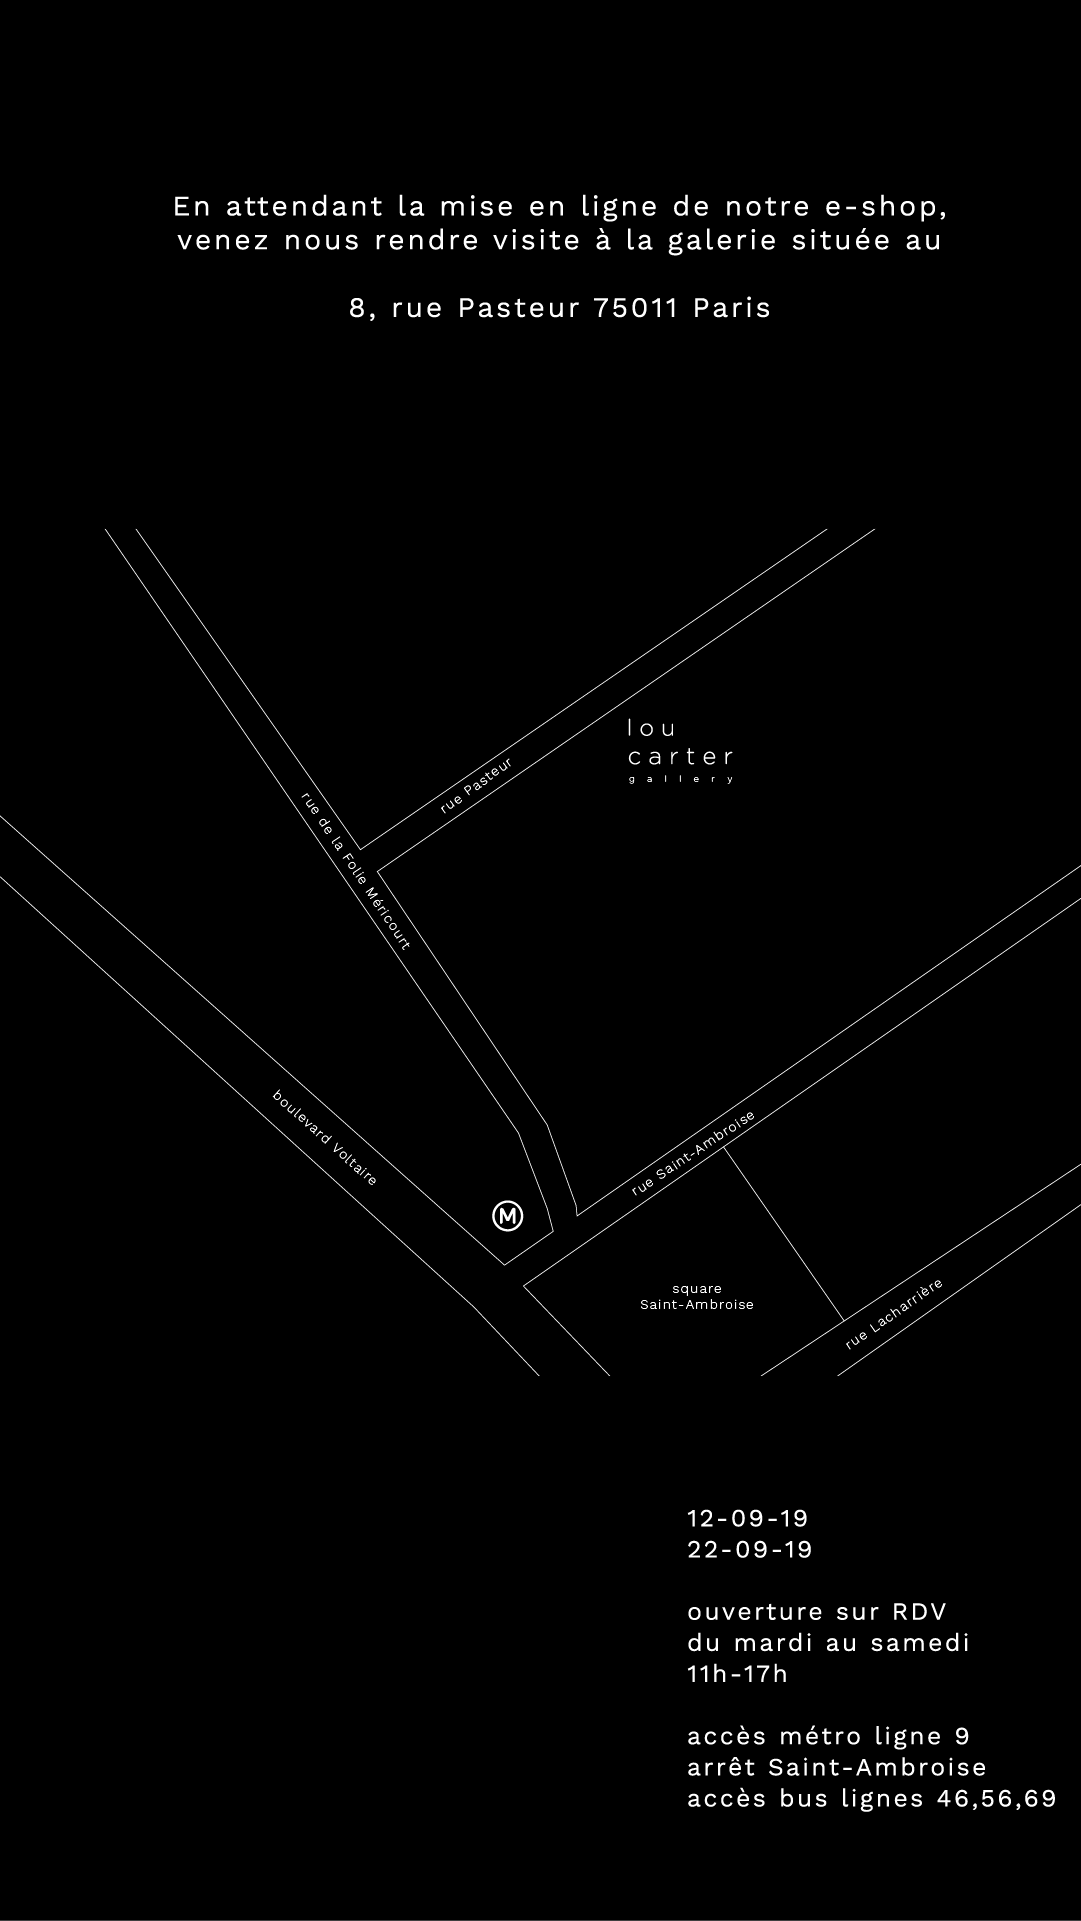 En attendant la mise en ligne de notre e-shop,
venez nous rendre visite à la galerie située au
8, rue Pasteur 75011 Paris
lou
carter
gallery
rue Pasteur
rue de la Folie Méricourt
boulevard Voltaire
rue Saint-Ambroise
M
square
Saint-Ambroise
rue Lacharrière
12-09-19
22-09-19
ouverture sur RDV
du mardi au samedi
11h-17h
accès métro ligne 9
arrêt Saint-Ambroise
accès bus lignes 46,56,69